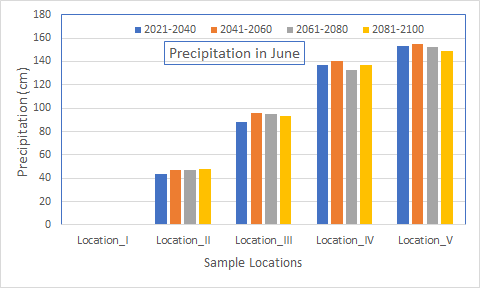 180
160
140
120
100
80
60
40
20
0
Precipitation (cm)
2021-2040 2041-2060 2061-2080 2081-2100
Precipitation in June
Location_I Location_II Location_III Location_IV Location_V
Sample Locations